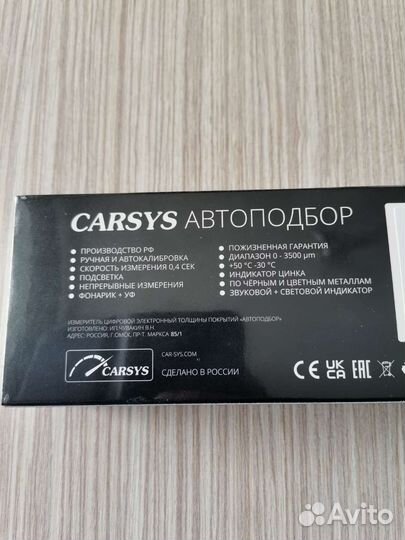 CARSYS АВТОПОДБОР
• ПРОИЗВОДСТВО РФ
• РУЧНАЯ И АВТОКАЛИБРОВКА
• СКОРОСТЬ ИЗМЕРЕНИЯ 0,4 СЕК
• ПОДСВЕТКА
• НЕПРЕРЫВНЫЕ ИЗМЕРЕНИЯ
• ФОНАРИК + УФ
• ПОЖИЗНЕННАЯ ГАРАНТИЯ
• ДИАПАЗОН 0 - 3500 µm
• +50 °C -30 °C
• ИНДИКАТОР ЦИНКА
• ПО ЧЁРНЫМ И ЦВЕТНЫМ МЕТАЛЛАМ
• ЗВУКОВОЙ + СВЕТОВОЙ ИНДИКАТОР
ИЗМЕРИТЕЛЬ ЦИФРОВОЙ ЭЛЕКТРОННЫЙ ТОЛЩИНЫ ПОКРЫТИЙ «АВТОПОДБОР»
ИЗГОТОВЛЕНО: ИП ЧУВАКИН В.Н.
АДРЕС: РОССИЯ, Г.ОМСК, ПР-Т МАРКСА 85/1
CARSYS
CAR-SYS.COM
СДЕЛАНО В РОССИИ
CE UK CA EAC
Avito